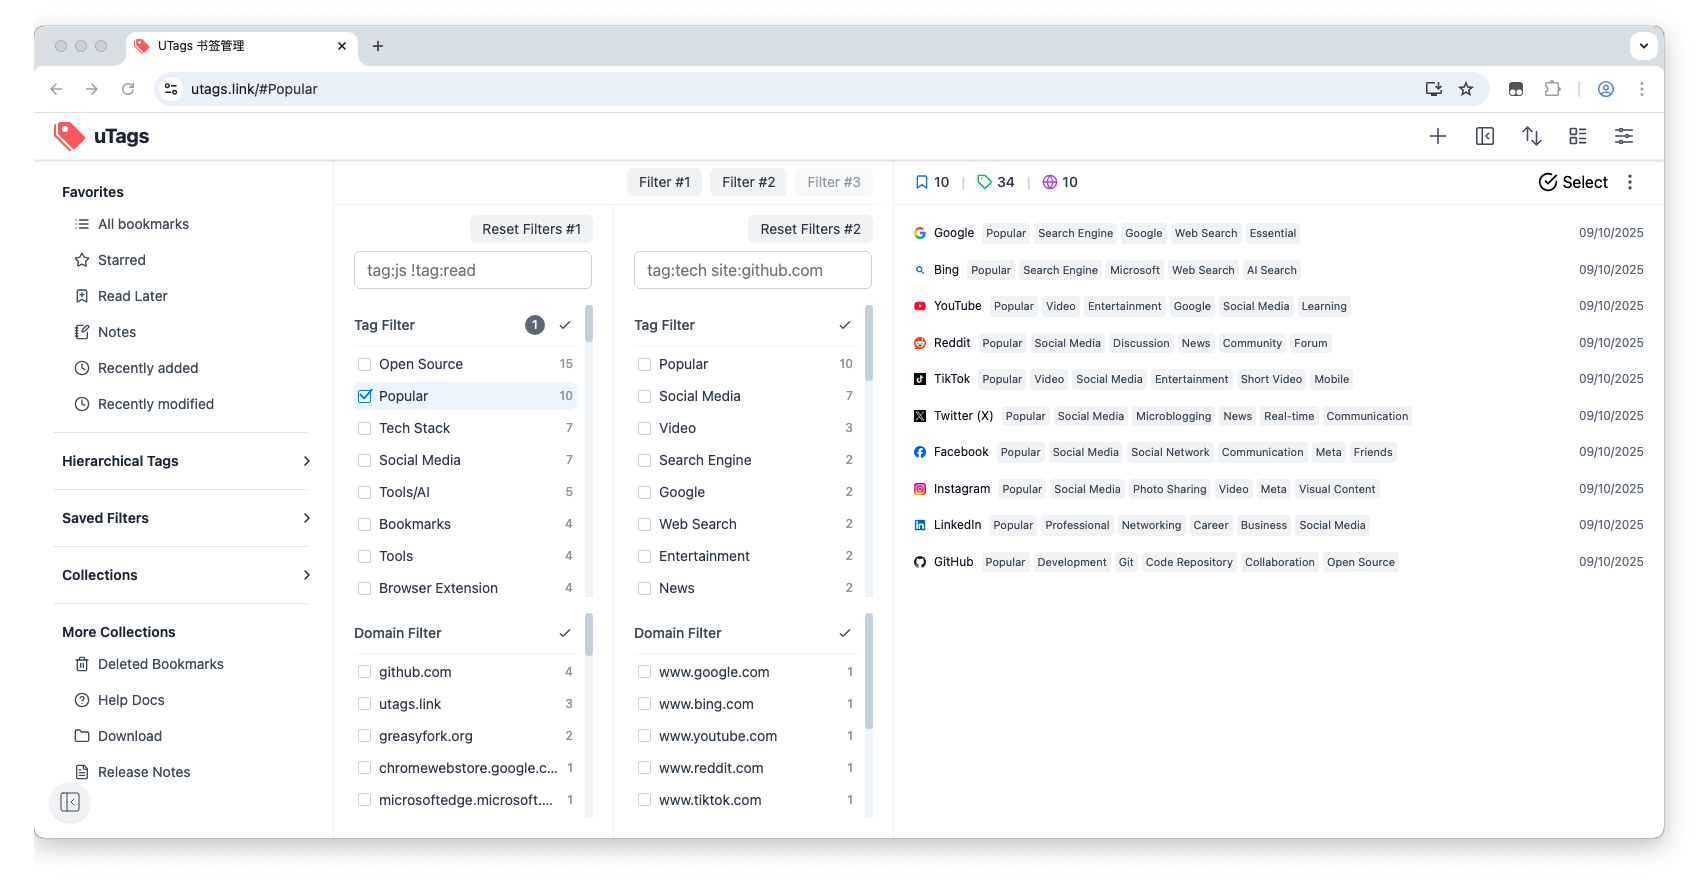 UTags 书签管理
utags.link/#Popular
uTags
Favorites
All bookmarks
Starred
Read Later
Notes
Recently added
Recently modified
Hierarchical Tags
Saved Filters
Collections
More Collections
Deleted Bookmarks
Help Docs
Download
Release Notes
Filter #1 Filter #2 Filter #3
Reset Filters #1
tag:js !tag:read
Tag Filter 1
Open Source 15
Popular 10
Tech Stack 7
Social Media 7
Tools/AI 5
Bookmarks 4
Tools 4
Browser Extension 4
Domain Filter
github.com 4
utags.link 3
greasyfork.org 2
chromewebstore.google.c... 1
microsoftedge.microsoft.... 1
Reset Filters #2
tag:tech site:github.com
Tag Filter
Popular 10
Social Media 7
Video 3
Search Engine 2
Google 2
Web Search 2
Entertainment 2
News 2
Domain Filter
www.google.com 1
www.bing.com 1
www.youtube.com 1
www.reddit.com 1
www.tiktok.com 1
10 | 34 | 10 Select
Google Popular Search Engine Google Web Search Essential 09/10/2025
Bing Popular Search Engine Microsoft Web Search AI Search 09/10/2025
YouTube Popular Video Entertainment Google Social Media Learning 09/10/2025
Reddit Popular Social Media Discussion News Community Forum 09/10/2025
TikTok Popular Video Social Media Entertainment Short Video Mobile 09/10/2025
Twitter (X) Popular Social Media Microblogging News Real-time Communication 09/10/2025
Facebook Popular Social Media Social Network Communication Meta Friends 09/10/2025
Instagram Popular Social Media Photo Sharing Video Meta Visual Content 09/10/2025
LinkedIn Popular Professional Networking Career Business Social Media 09/10/2025
GitHub Popular Development Git Code Repository Collaboration Open Source 09/10/2025